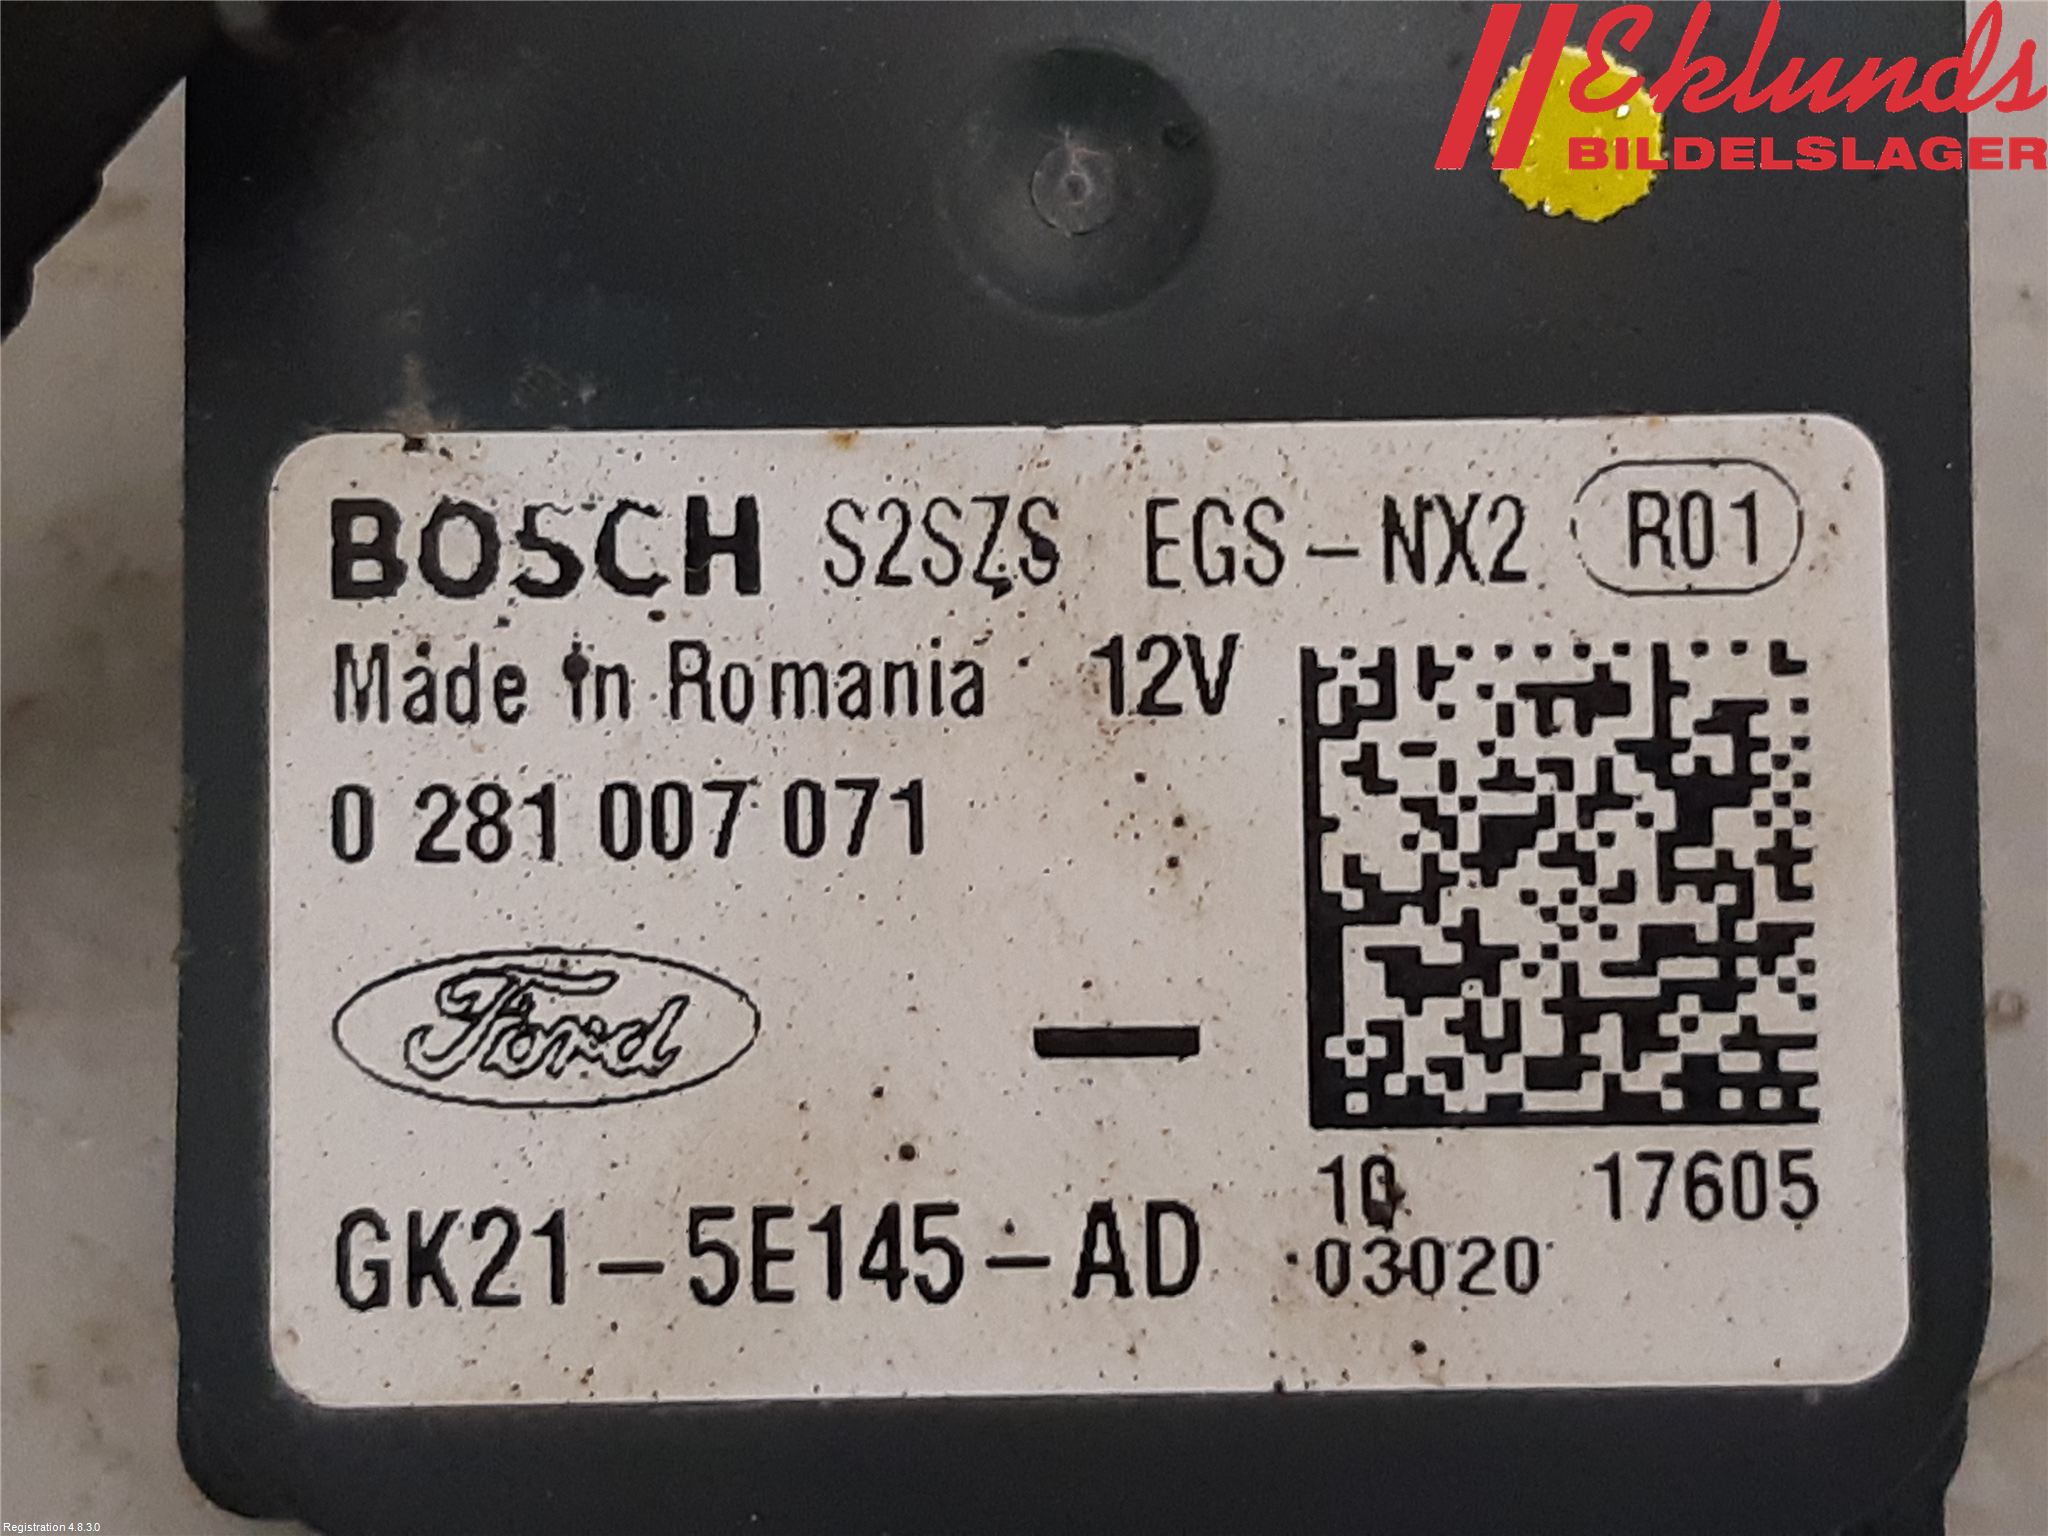 Eklunds
BILDELSLAGER
BOSCH S2SZS EGS-NX2 R01
Made in Romania 12V
0 281 007 071
Ford
10 17605
GK21-5E145-AD
03020
Registration 4.8.3.0